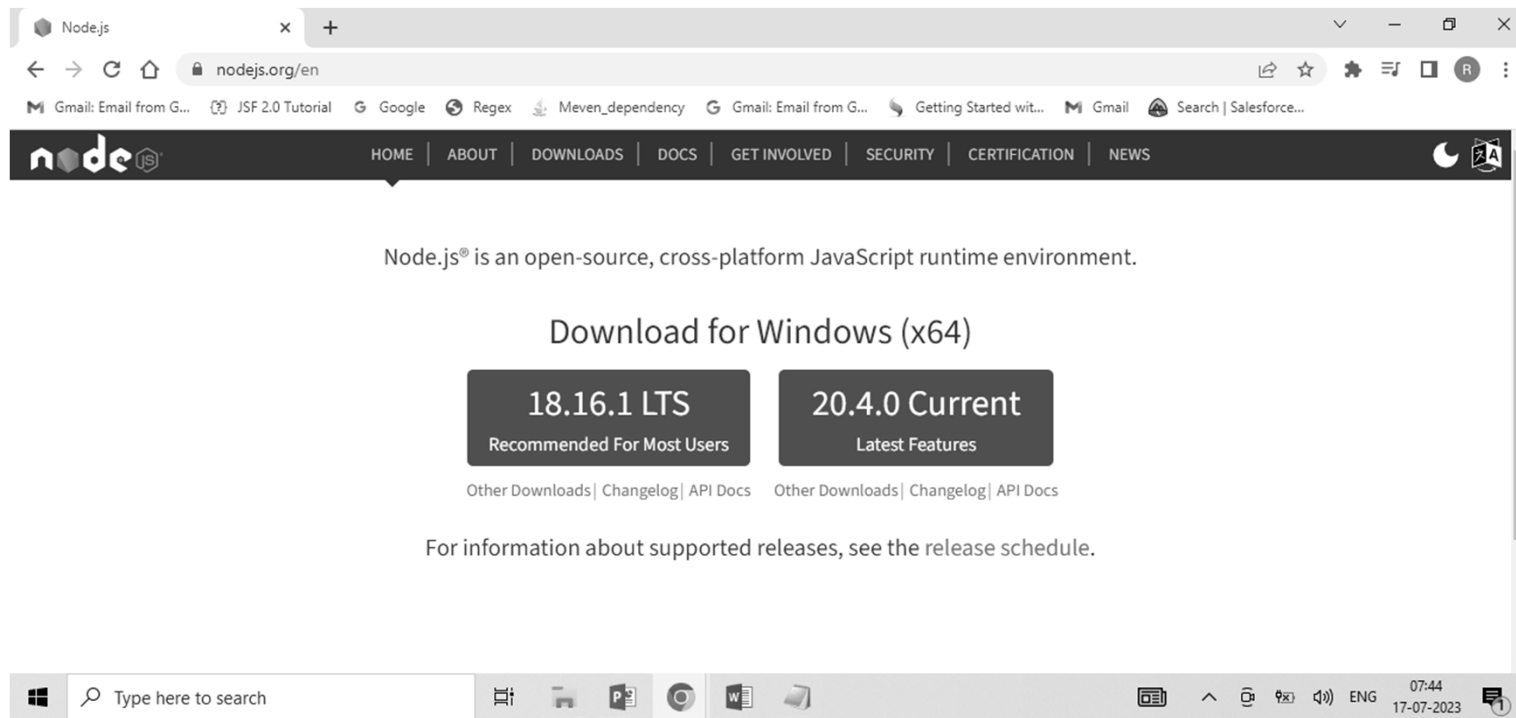 Node.js
nodejs.org/en
R
Gmail: Email from G... JSF 2.0 Tutorial Google Regex Meven_dependency Gmail: Email from G... Getting Started wit... Gmail Search | Salesforce...
node JS
HOME | ABOUT | DOWNLOADS | DOCS | GET INVOLVED | SECURITY | CERTIFICATION | NEWS
Node.js® is an open-source, cross-platform JavaScript runtime environment.
Download for Windows (x64)
18.16.1 LTS 20.4.0 Current
Recommended For Most Users Latest Features
Other Downloads | Changelog | API Docs Other Downloads | Changelog | API Docs
For information about supported releases, see the release schedule.
Type here to search
ENG
07:44
17-07-2023
1